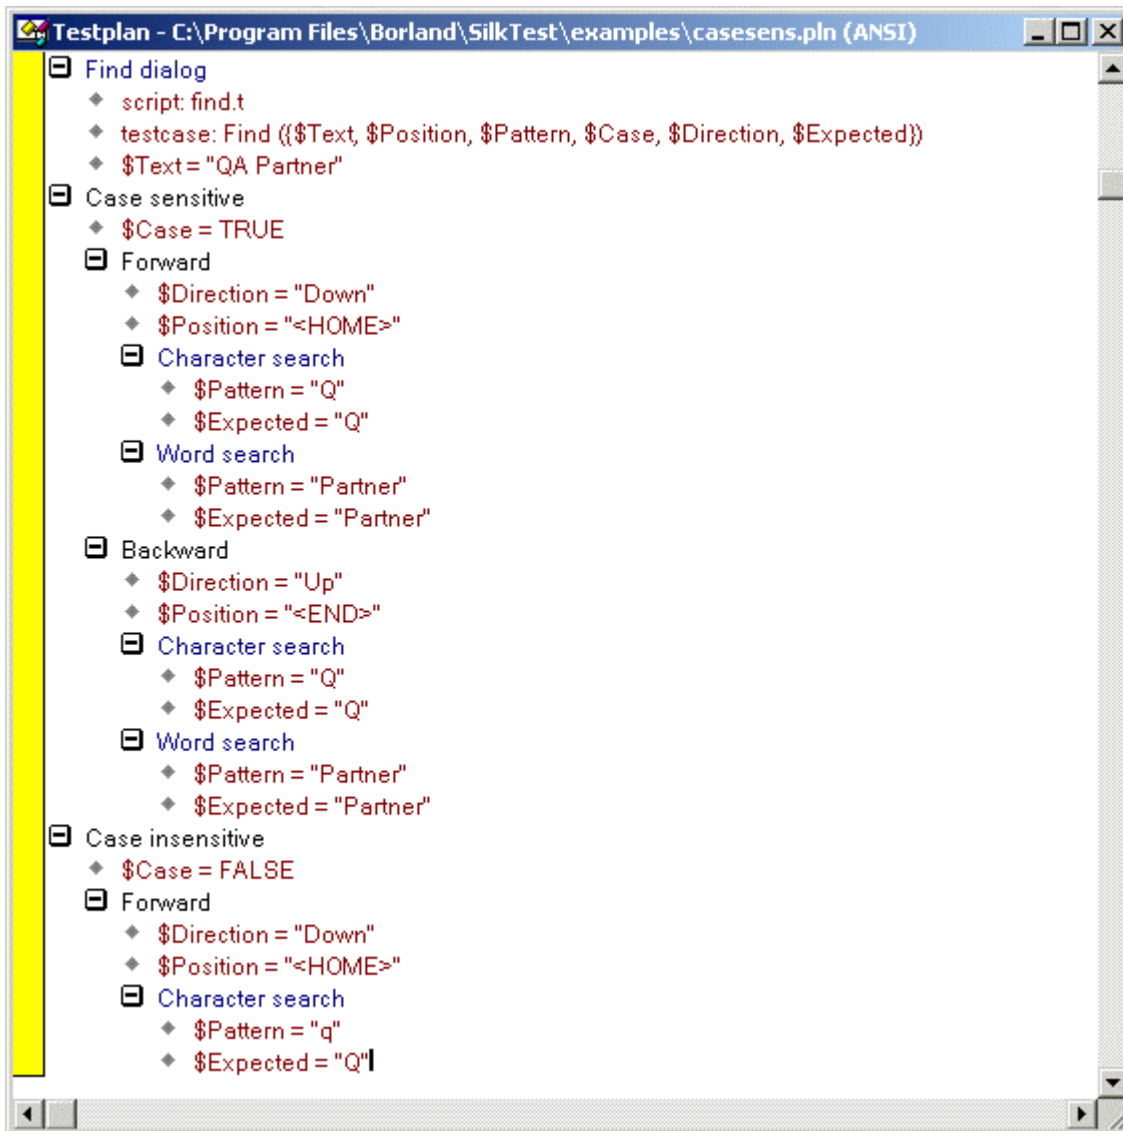 Testplan - C:\Program Files\Borland\SilkTest\examples\casesens.pln (ANSI)
Find dialog
script: find.t
testcase: Find ({$Text, $Position, $Pattern, $Case, $Direction, $Expected})
$Text = "QA Partner"
Case sensitive
$Case = TRUE
Forward
$Direction = "Down"
$Position = "<HOME>"
Character search
$Pattern = "Q"
$Expected = "Q"
Word search
$Pattern = "Partner"
$Expected = "Partner"
Backward
$Direction = "Up"
$Position = "<END>"
Character search
$Pattern = "Q"
$Expected = "Q"
Word search
$Pattern = "Partner"
$Expected = "Partner"
Case insensitive
$Case = FALSE
Forward
$Direction = "Down"
$Position = "<HOME>"
Character search
$Pattern = "q"
$Expected = "Q"